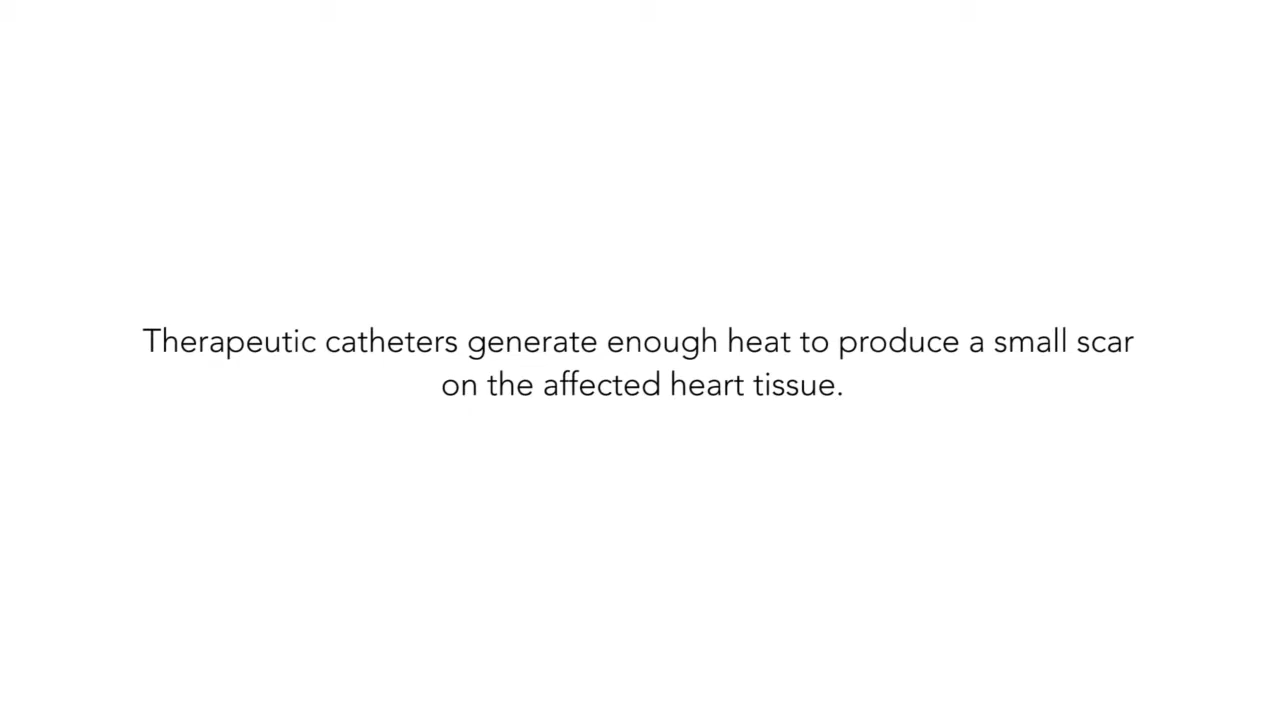 Therapeutic catheters generate enough heat to produce a small scar
on the affected heart tissue.